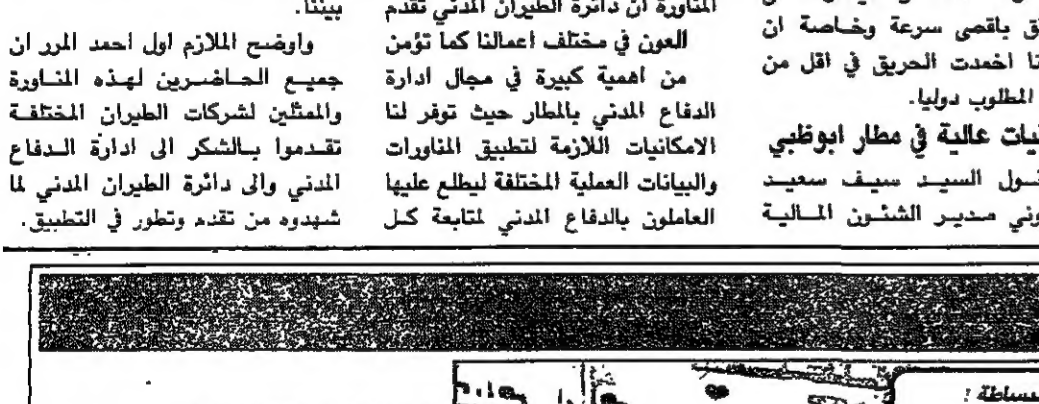 ق باقصى سرعة وخاصة ان
نا اخمدت الحريق في اقل من
المطلوب دوليا.
نيات عالية في مطار ابوظبي
ـول السيد سيف سعيد
وني مدير الشئون المالية
المناورة ان دائرة الطيران المدني تقدم
العون في مختلف اعمالنا كما تؤمن
من اهمية كبيرة في مجال ادارة
الدفاع المدني بالمطار حيث توفر لنا
الامكانيات اللازمة لتطبيق المناورات
والبيانات العملية المختلفة ليطلع عليها
العاملون بالدفاع المدني لمتابعة كل
بيننا.
واوضح الملازم اول احمد المرر ان
جميع الحاضرين لهذه المناورة
والمثلين لشركات الطيران المختلفة
تقدموا بالشكر الى ادارة الدفاع
المدني والى دائرة الطيران المدني لما
شهدوه من تقدم وتطور في التطبيق.